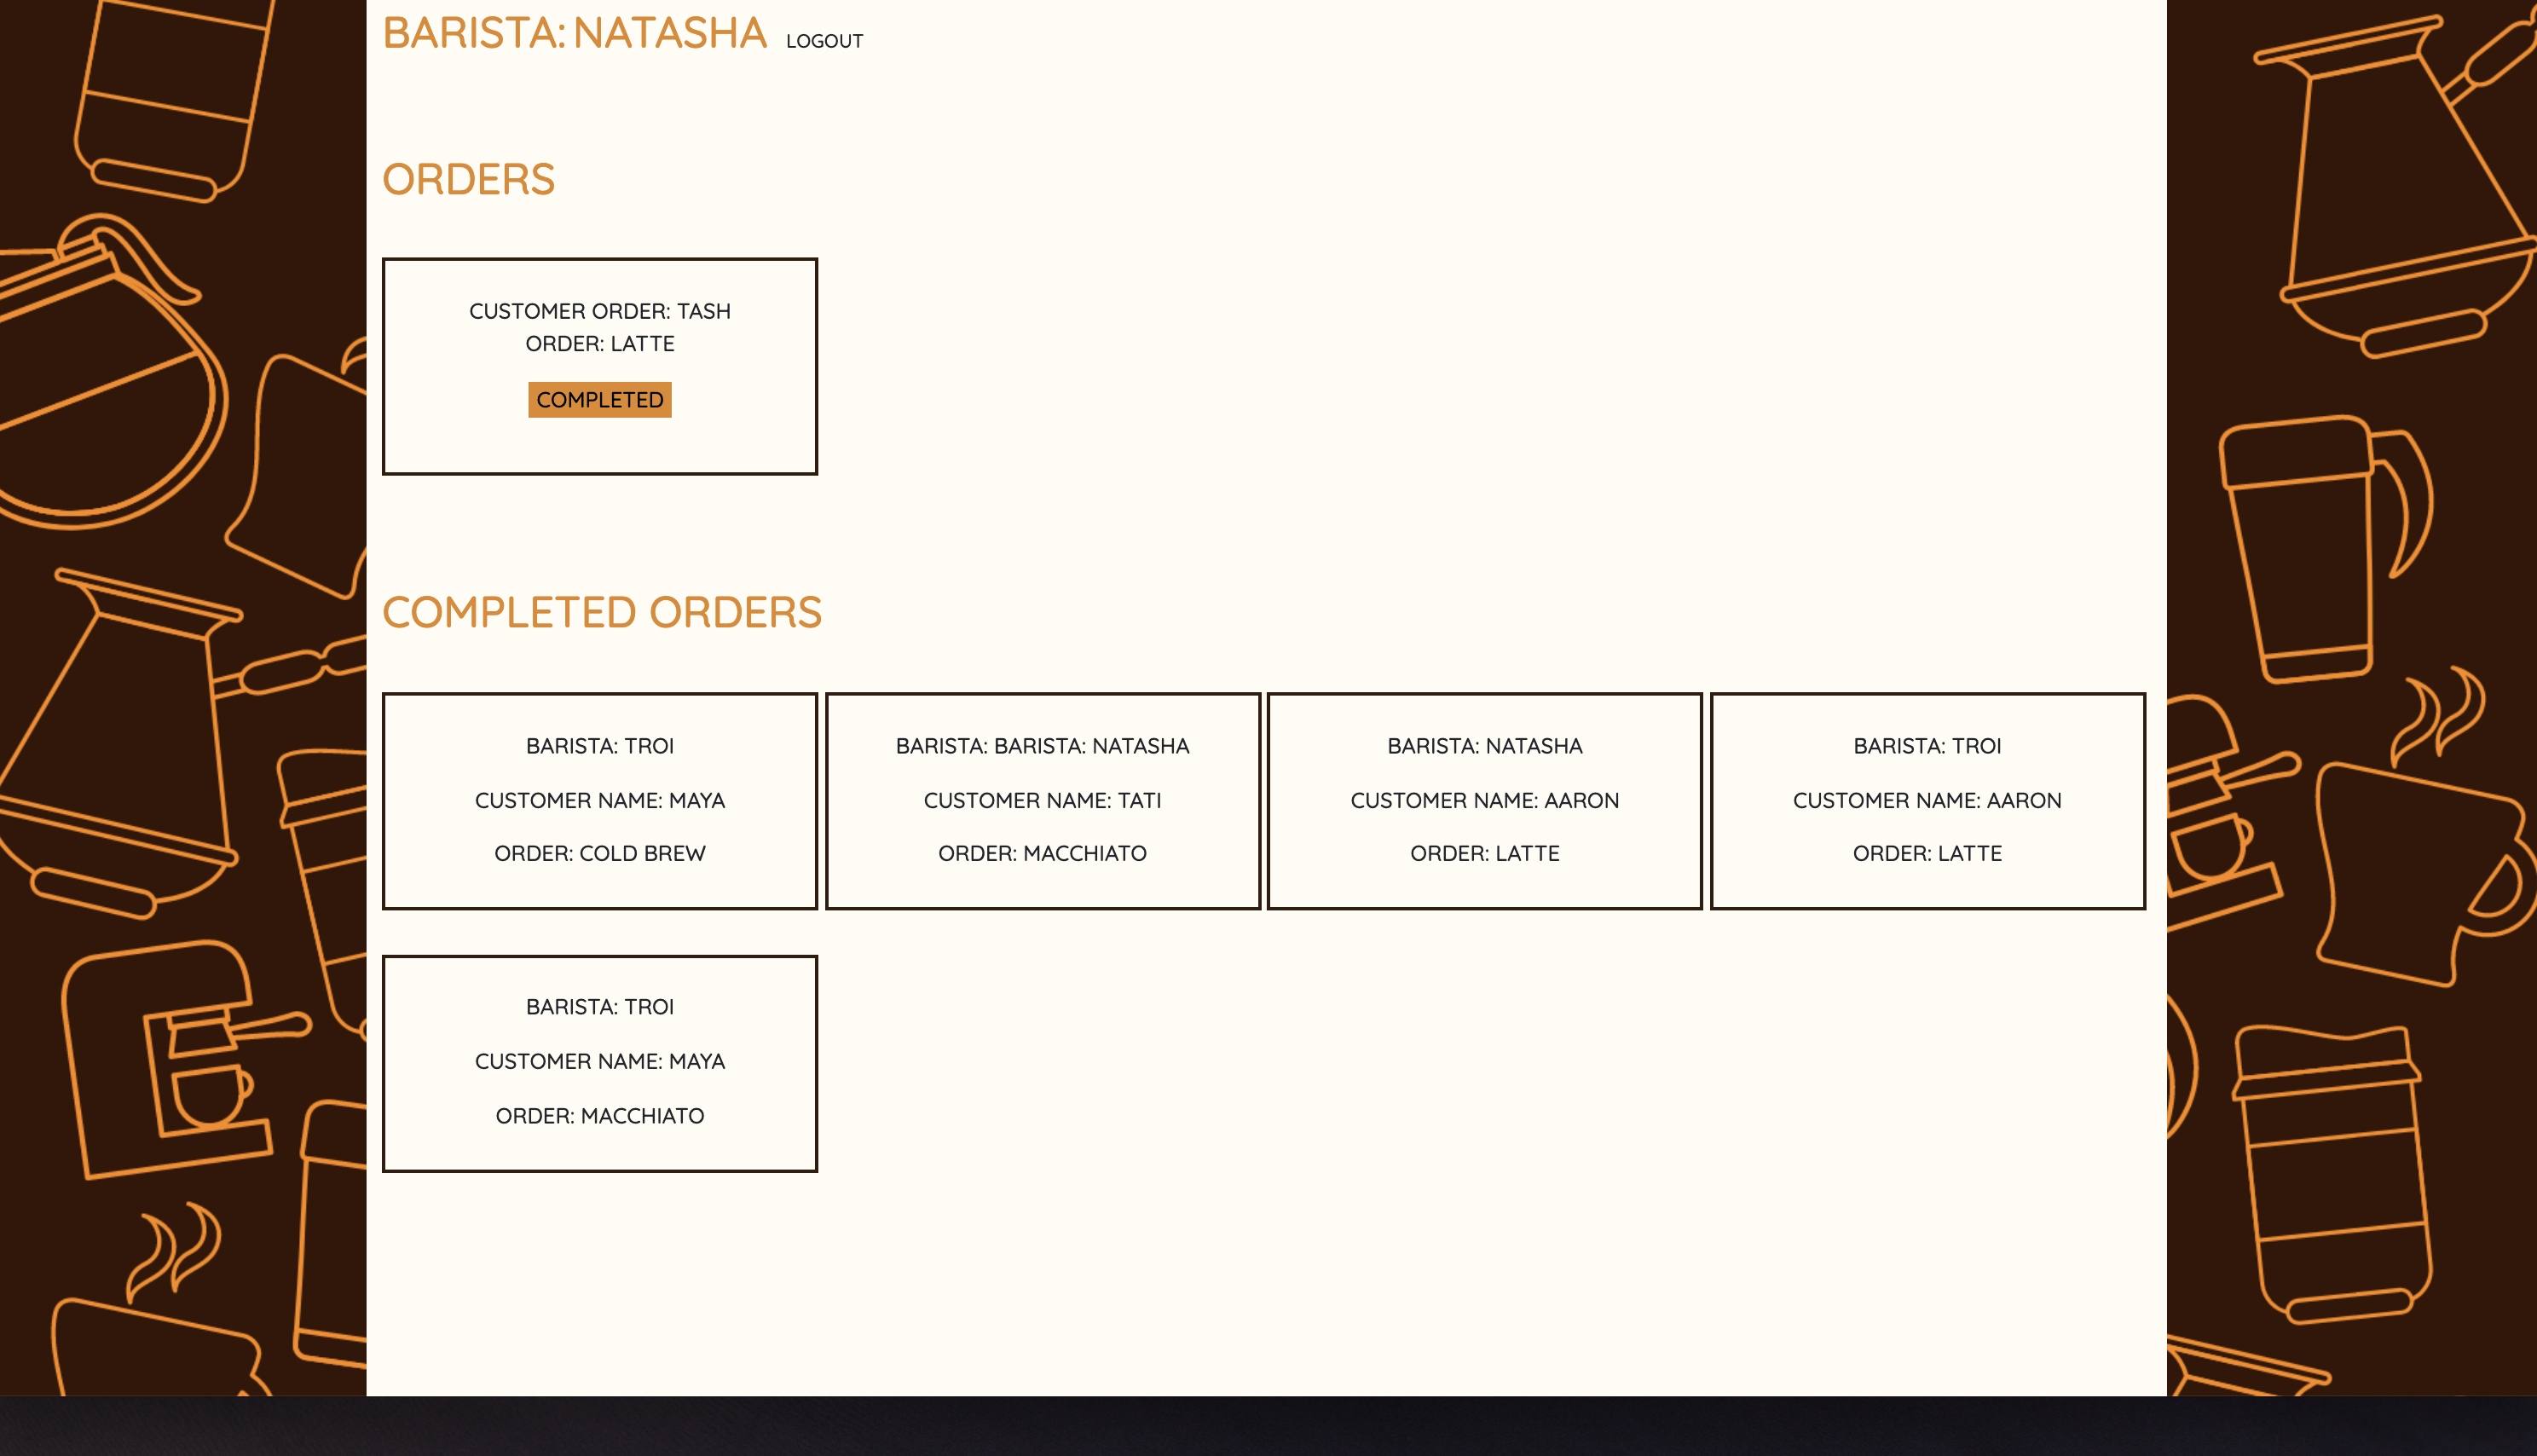 BARISTA: NATASHA LOGOUT
ORDERS
CUSTOMER ORDER: TASH
ORDER: LATTE
COMPLETED
COMPLETED ORDERS
BARISTA: TROI
CUSTOMER NAME: MAYA
ORDER: COLD BREW
BARISTA: BARISTA: NATASHA
CUSTOMER NAME: TATI
ORDER: MACCHIATO
BARISTA: NATASHA
CUSTOMER NAME: AARON
ORDER: LATTE
BARISTA: TROI
CUSTOMER NAME: AARON
ORDER: LATTE
BARISTA: TROI
CUSTOMER NAME: MAYA
ORDER: MACCHIATO